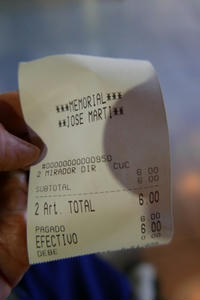 ***MEMORIAL***
**JOSE MARTI**
#0000000000950
2 MIRADOR DIR CUC 6 00
6 00
SUBTOTAL
2 Art. TOTAL 6 00
PAGADO 6 00
EFECTIVO 6 00
DEBE